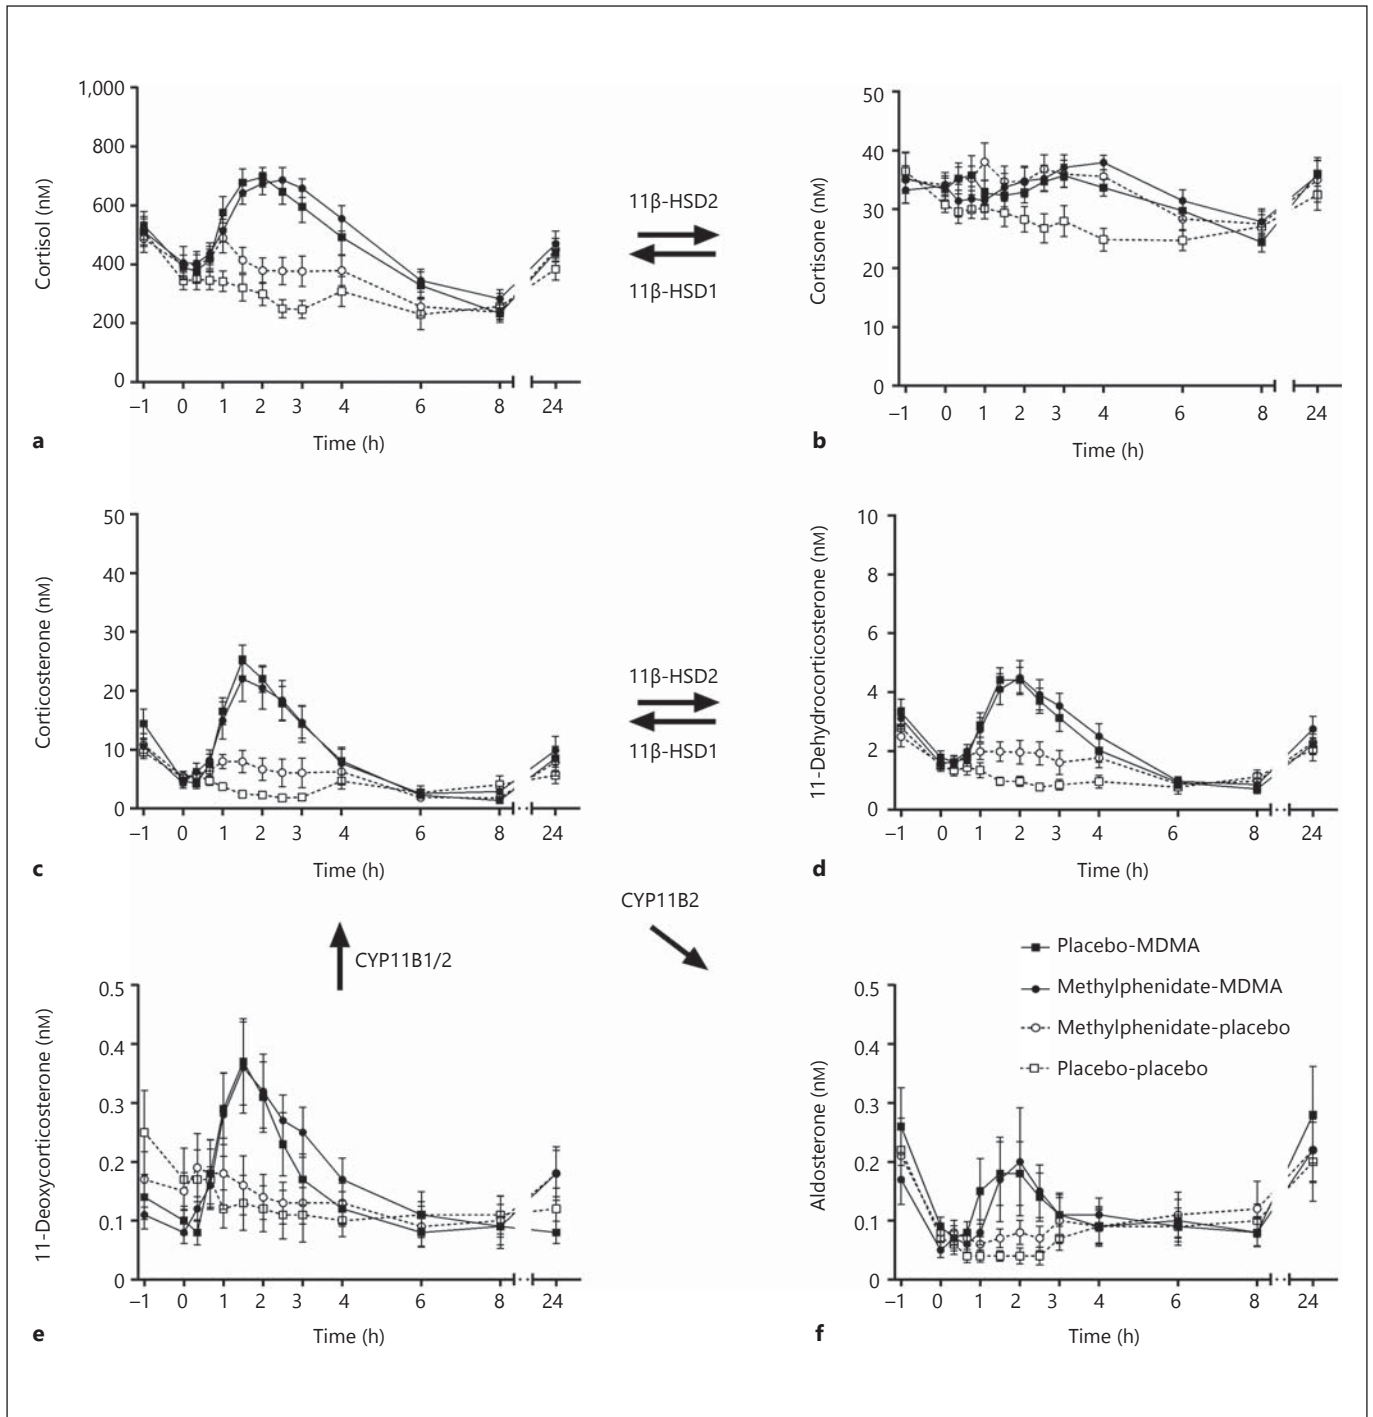 1,000
800
600
400
200
0
Cortisol (nM)
–1 0 1 2 3 4 6 8 24
Time (h)
a
11β-HSD2
11β-HSD1
50
40
30
20
10
0
Cortisone (nM)
–1 0 1 2 3 4 6 8 24
Time (h)
b
50
40
30
20
10
0
Corticosterone (nM)
–1 0 1 2 3 4 6 8 24
Time (h)
c
11β-HSD2
11β-HSD1
10
8
6
4
2
0
11-Dehydrocorticosterone (nM)
–1 0 1 2 3 4 6 8 24
Time (h)
d
CYP11B1/2
CYP11B2
0.5
0.4
0.3
0.2
0.1
0
11-Deoxycorticosterone (nM)
–1 0 1 2 3 4 6 8 24
Time (h)
e
Placebo-MDMA
Methylphenidate-MDMA
Methylphenidate-placebo
Placebo-placebo
0.5
0.4
0.3
0.2
0.1
0
Aldosterone (nM)
–1 0 1 2 3 4 6 8 24
Time (h)
f